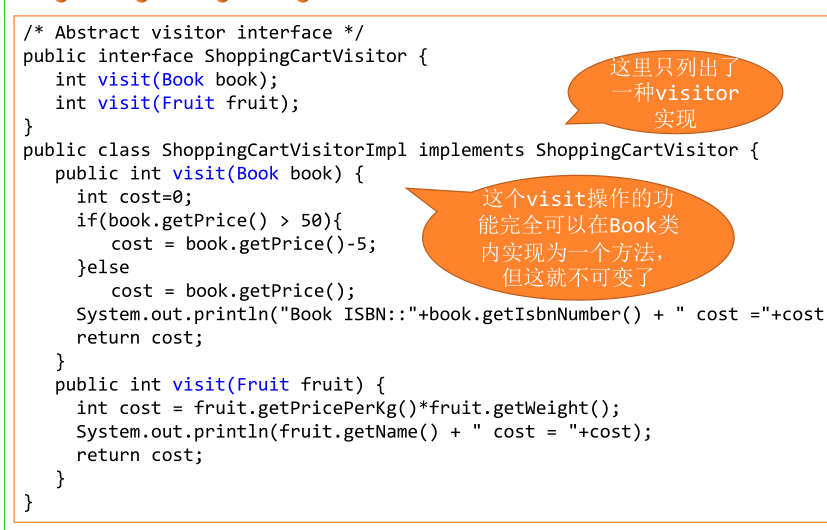 /* Abstract visitor interface */
public interface ShoppingCartVisitor {
int visit(Book book);
int visit(Fruit fruit);
}
这里只列出了
一种visitor
实现
public class ShoppingCartVisitorImpl implements ShoppingCartVisitor {
public int visit(Book book) {
int cost=0;
if(book.getPrice() > 50){
cost = book.getPrice()-5;
}else
cost = book.getPrice();
这个visit操作的功
能完全可以在Book类
内实现为一个方法,
但这就不可变了
System.out.println("Book ISBN::"+book.getIsbnNumber() + " cost ="+cost
return cost;
}
public int visit(Fruit fruit) {
int cost = fruit.getPricePerKg()*fruit.getWeight();
System.out.println(fruit.getName() + " cost = "+cost);
return cost;
}
}